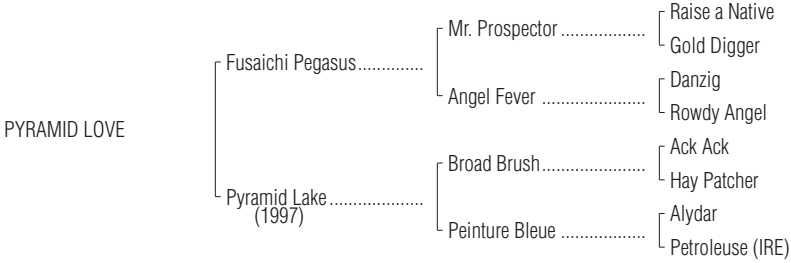 Raise a Native
Mr. Prospector ....................
Gold Digger
Fusaichi Pegasus..............
Danzig
Angel Fever ........................
Rowdy Angel
PYRAMID LOVE
Ack Ack
Broad Brush........................
Hay Patcher
Pyramid Lake ....................
(1997)
Alydar
Peinture Bleue ...................
Petroleuse (IRE)